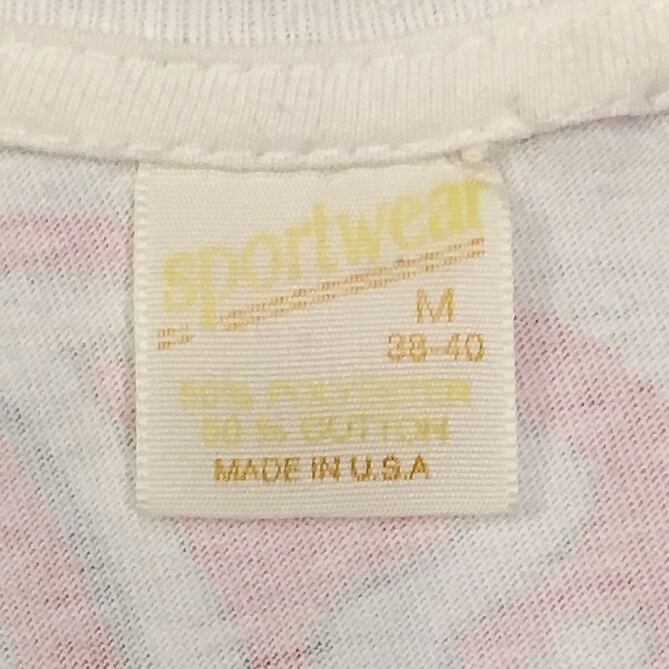 sportwear
M
38-40
50% POLYESTER
50% COTTON
MADE IN U.S.A